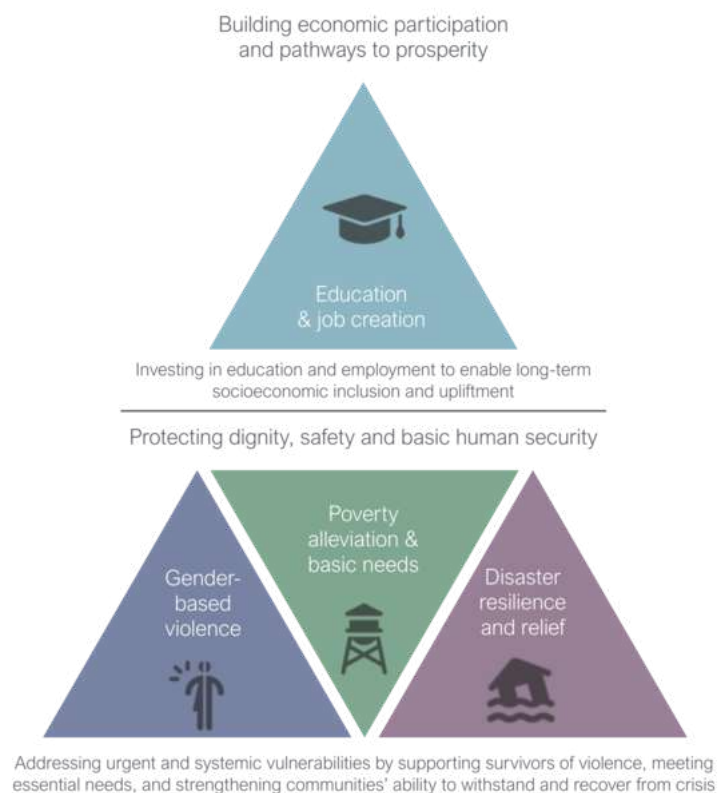 Building economic participation
and pathways to prosperity
Education
& job creation
Investing in education and employment to enable long-term
socioeconomic inclusion and upliftment
Protecting dignity, safety and basic human security
Gender-
based
violence
Poverty
alleviation &
basic needs
Disaster
resilience
and relief
Addressing urgent and systemic vulnerabilities by supporting survivors of violence, meeting
essential needs, and strengthening communities' ability to withstand and recover from crisis